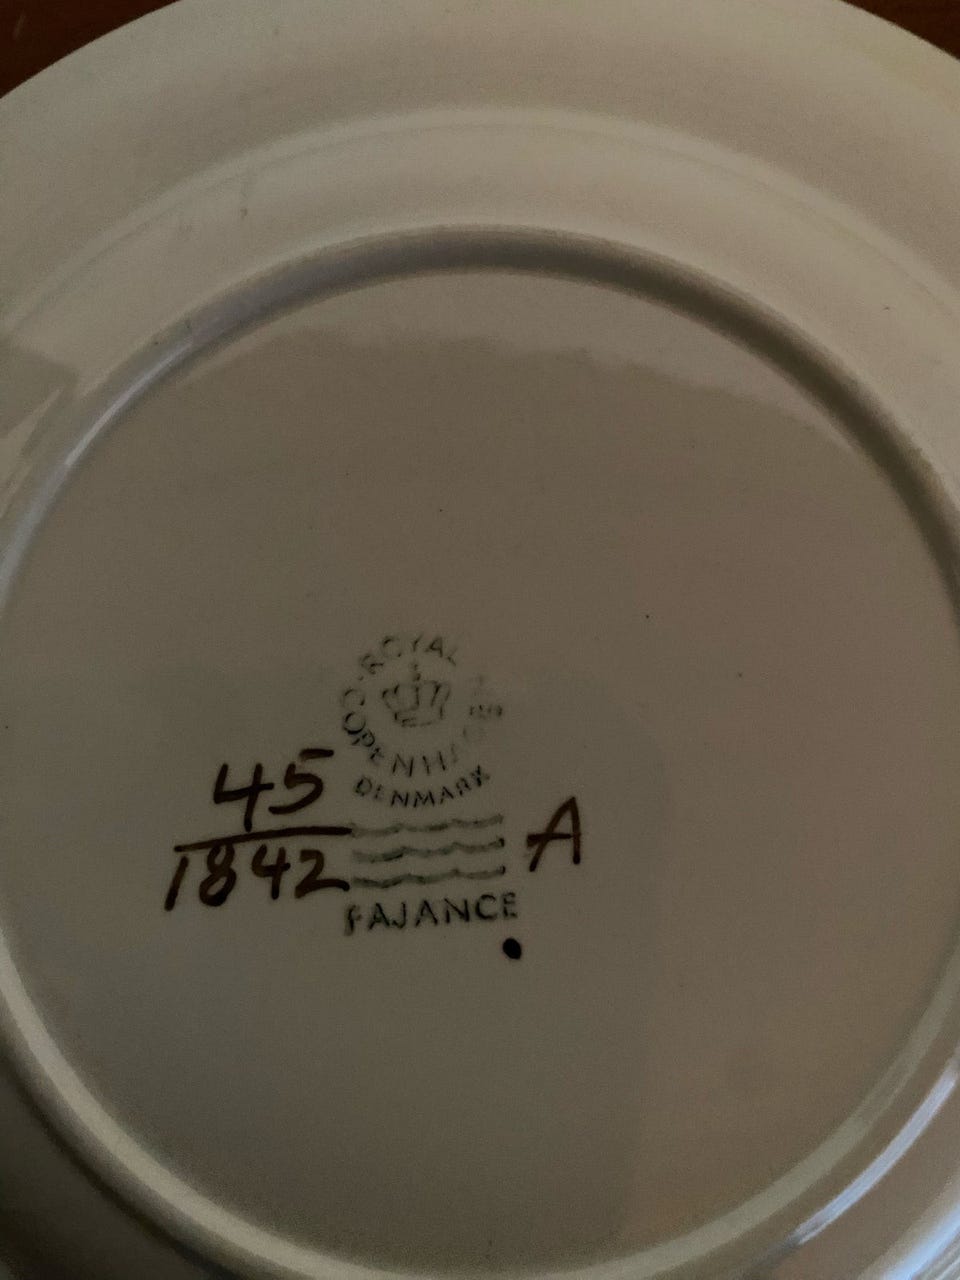 ROYAL
COPENHAGEN
DENMARK
45
1842
A
FAJANCE